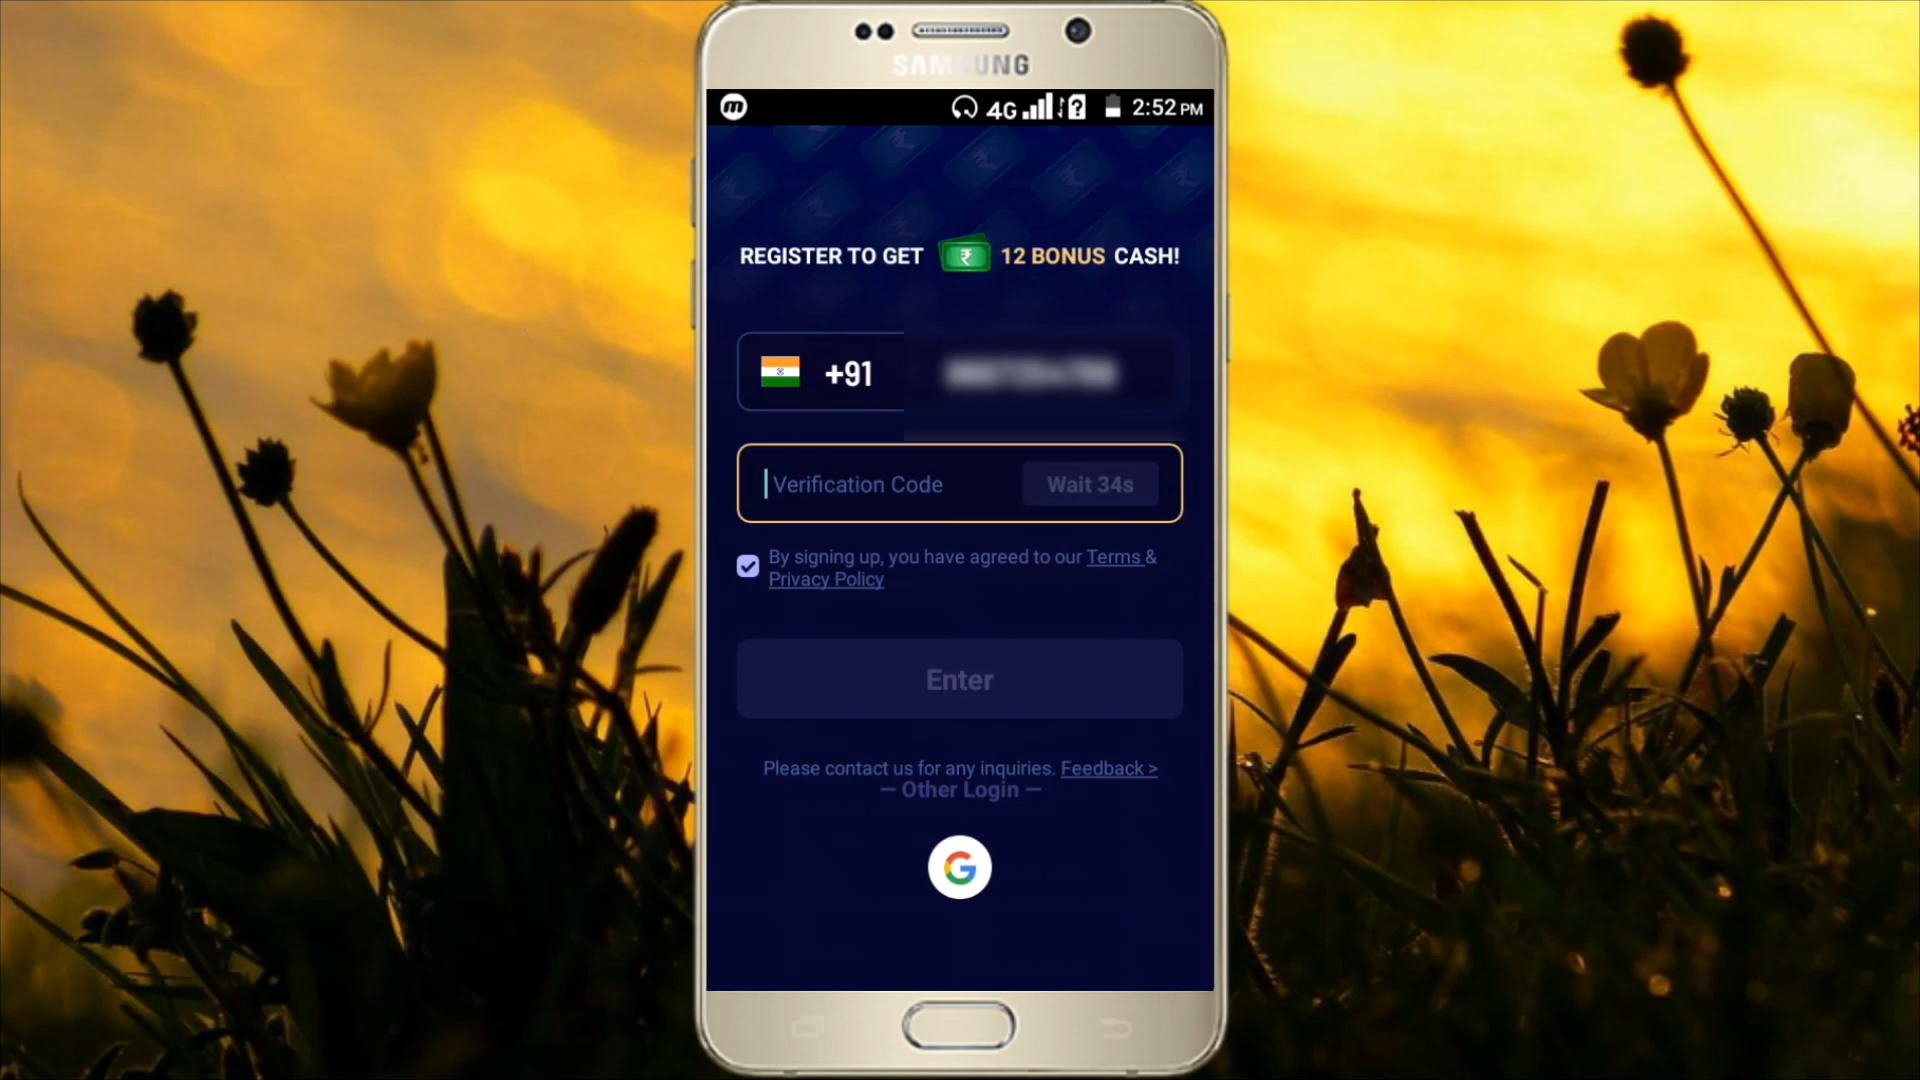 SAMSUNG
m 4G ? 2:52 PM
REGISTER TO GET ₹ 12 BONUS CASH!
+91
Verification Code Wait 34s
By signing up, you have agreed to our Terms &
Privacy Policy
Enter
Please contact us for any inquiries. Feedback >
— Other Login —
G